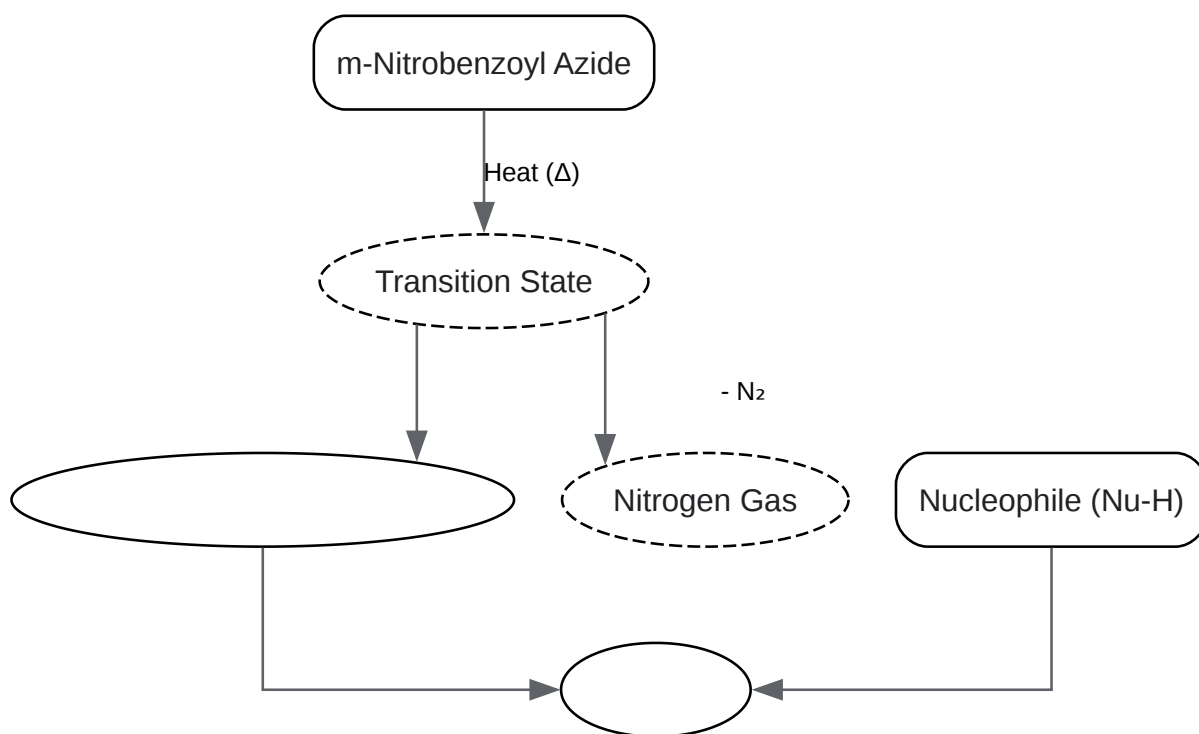 m-Nitrobenzoyl Azide
Heat (Δ)
Transition State
- N₂
Nitrogen Gas
Nucleophile (Nu-H)